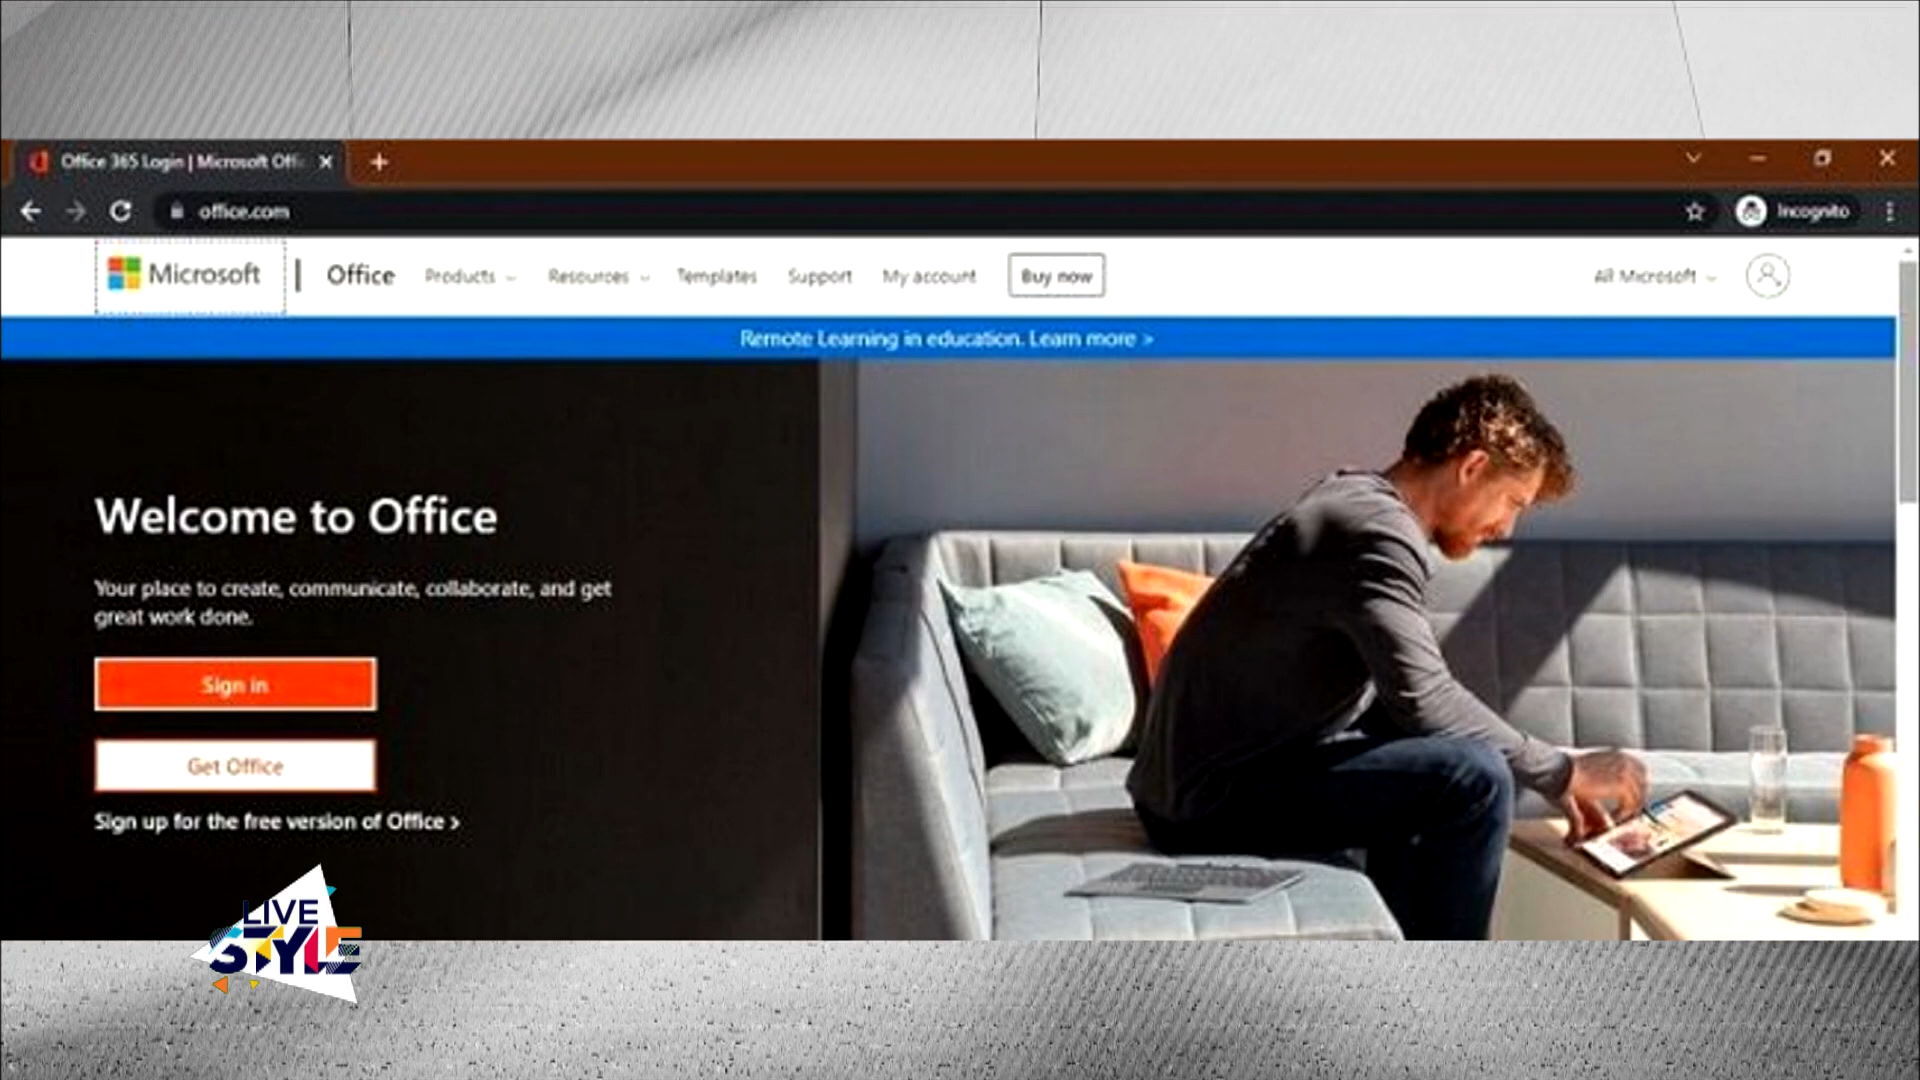 Office 365 Login | Microsoft Offi
office.com
Incognito
Microsoft | Office Products Resources Templates Support My account Buy now All Microsoft
Remote Learning in education. Learn more >
Welcome to Office
Your place to create, communicate, collaborate, and get
great work done.
Sign in
Get Office
Sign up for the free version of Office >
LIVE
STYLE